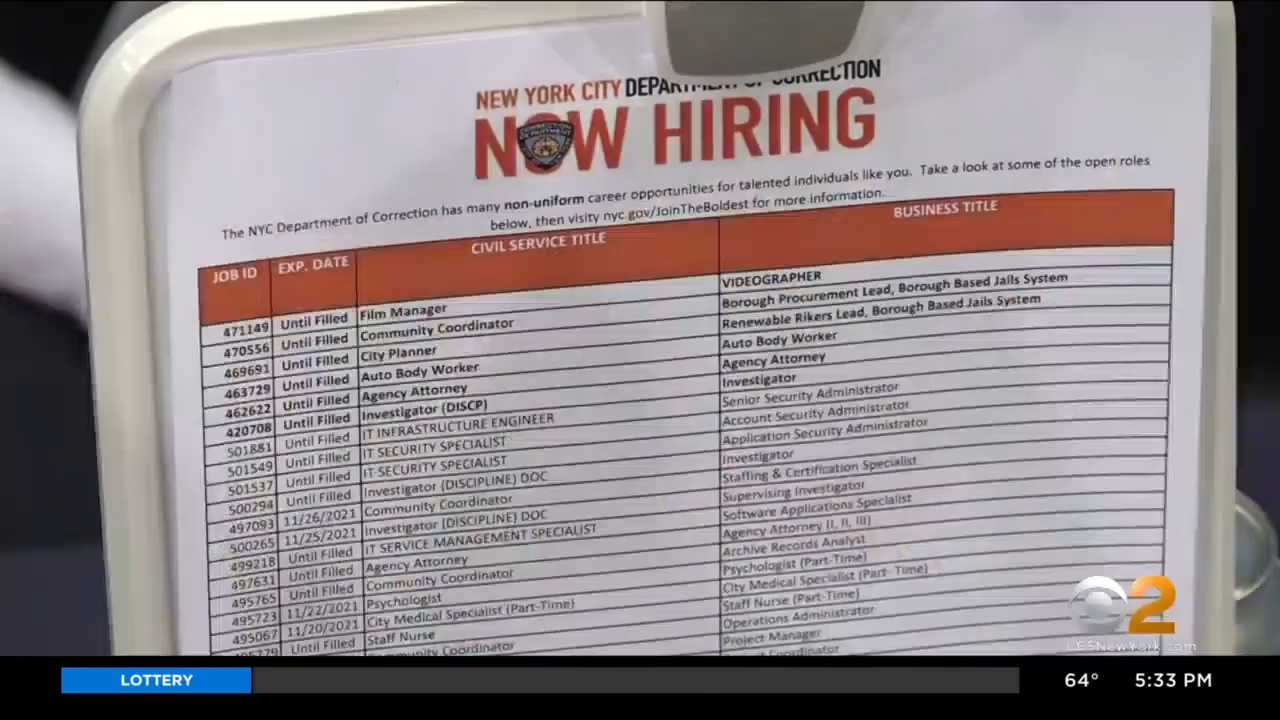 NEW YORK CITY DEPARTMENT OF CORRECTION
NOW HIRING
The NYC Department of Correction has many non-uniform career opportunities for talented individuals like you. Take a look at some of the open roles
below, then visit nyc.gov/JoinTheBoldest for more information.
JOB ID EXP. DATE CIVIL SERVICE TITLE BUSINESS TITLE
471149 Until Filled Film Manager VIDEOGRAPHER
470556 Until Filled Community Coordinator Borough Procurement Lead, Borough Based Jails System
469691 Until Filled City Planner Renewable Rikers Lead, Borough Based Jails System
463729 Until Filled Auto Body Worker Auto Body Worker
462622 Until Filled Agency Attorney Agency Attorney
420708 Until Filled Investigator (DISCP) Investigator
501881 Until Filled IT INFRASTRUCTURE ENGINEER Senior Security Administrator
501549 Until Filled IT SECURITY SPECIALIST Account Security Administrator
501537 Until Filled IT SECURITY SPECIALIST Application Security Administrator
500294 Until Filled Investigator (DISCIPLINE) DOC Investigator
497093 11/26/2021 Community Coordinator Staffing & Certification Specialist
500265 11/25/2021 Investigator (DISCIPLINE) DOC Supervising Investigator
499218 Until Filled IT SERVICE MANAGEMENT SPECIALIST Software Applications Specialist
497631 Until Filled Agency Attorney Agency Attorney (I, II, III)
495765 Until Filled Community Coordinator Archive Records Analyst
495723 11/22/2021 Psychologist Psychologist (Part-Time)
495067 11/20/2021 City Medical Specialist (Part-Time) City Medical Specialist (Part- Time)
Until Filled Staff Nurse Staff Nurse (Part-Time)
Community Coordinator Operations Administrator
Project Manager
Coordinator
2
CBSNewYork.com
LOTTERY 64° 5:33 PM